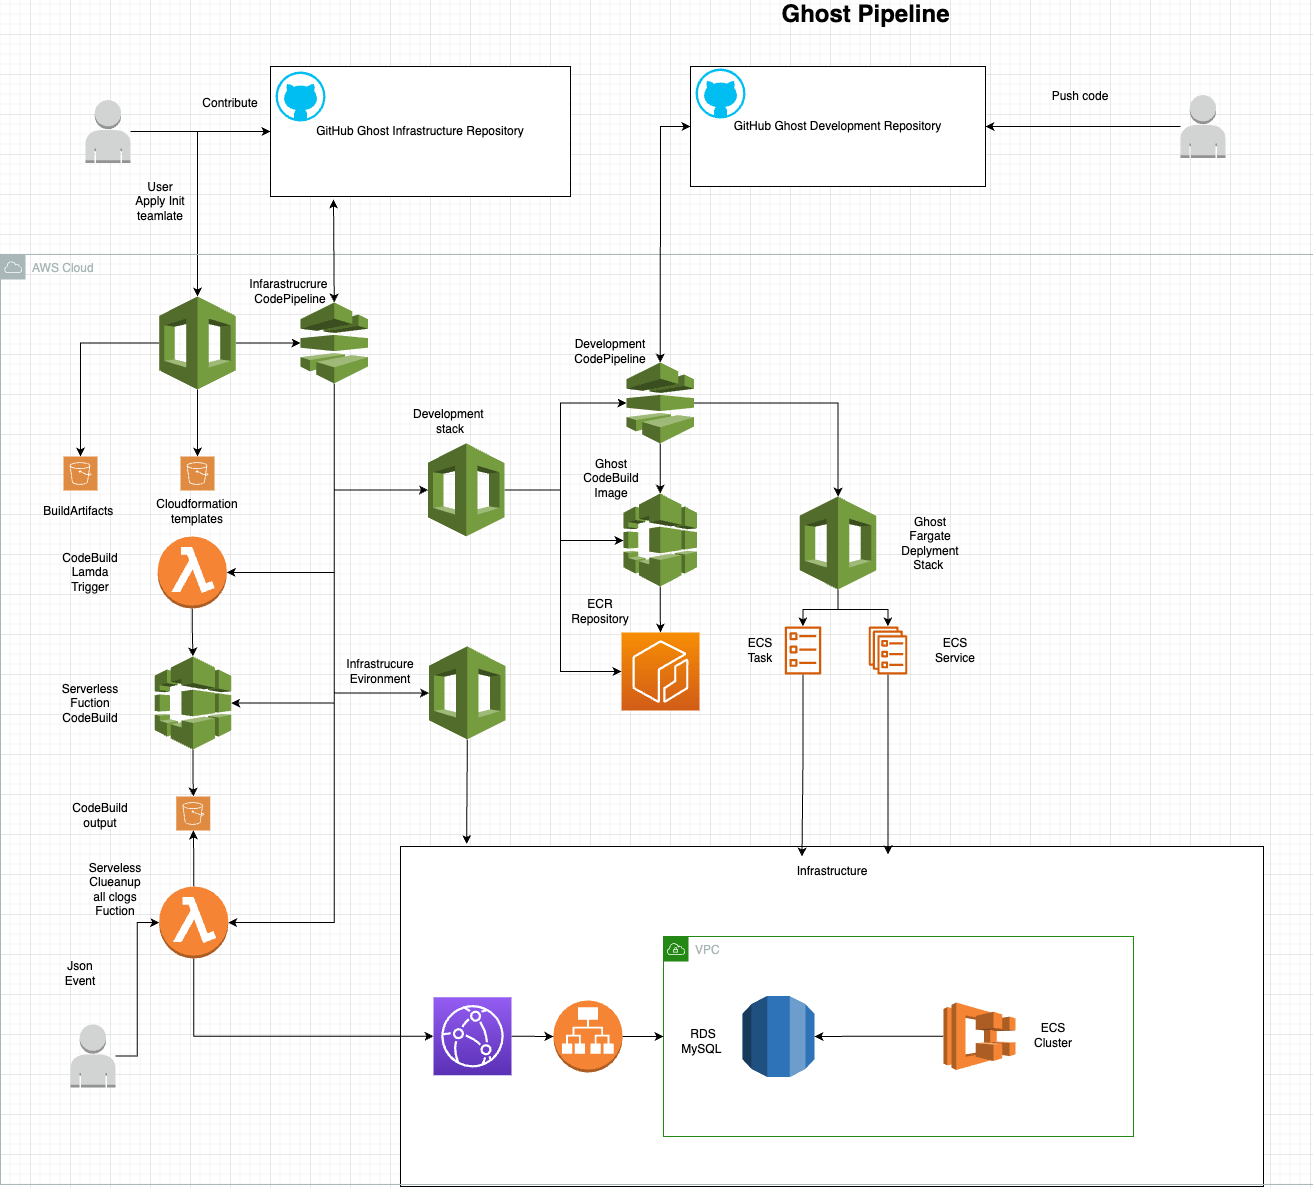 Ghost Pipeline
Contribute
GitHub Ghost Infrastructure Repository
GitHub Ghost Development Repository
Push code
User
Apply Init
teamlate
AWS Cloud
Infarastrucrure
CodePipeline
Development
CodePipeline
Development
stack
BuildArtifacts
Cloudformation
templates
Ghost
CodeBuild
Image
Ghost
Fargate
Deplyment
Stack
CodeBuild
Lamda
Trigger
ECR
Repository
ECS
Task
ECS
Service
Serverless
Fuction
CodeBuild
Infrastrucure
Evironment
CodeBuild
output
Serveless
Clueanup
all clogs
Fuction
Json
Event
Infrastructure
VPC
RDS
MySQL
ECS
Cluster